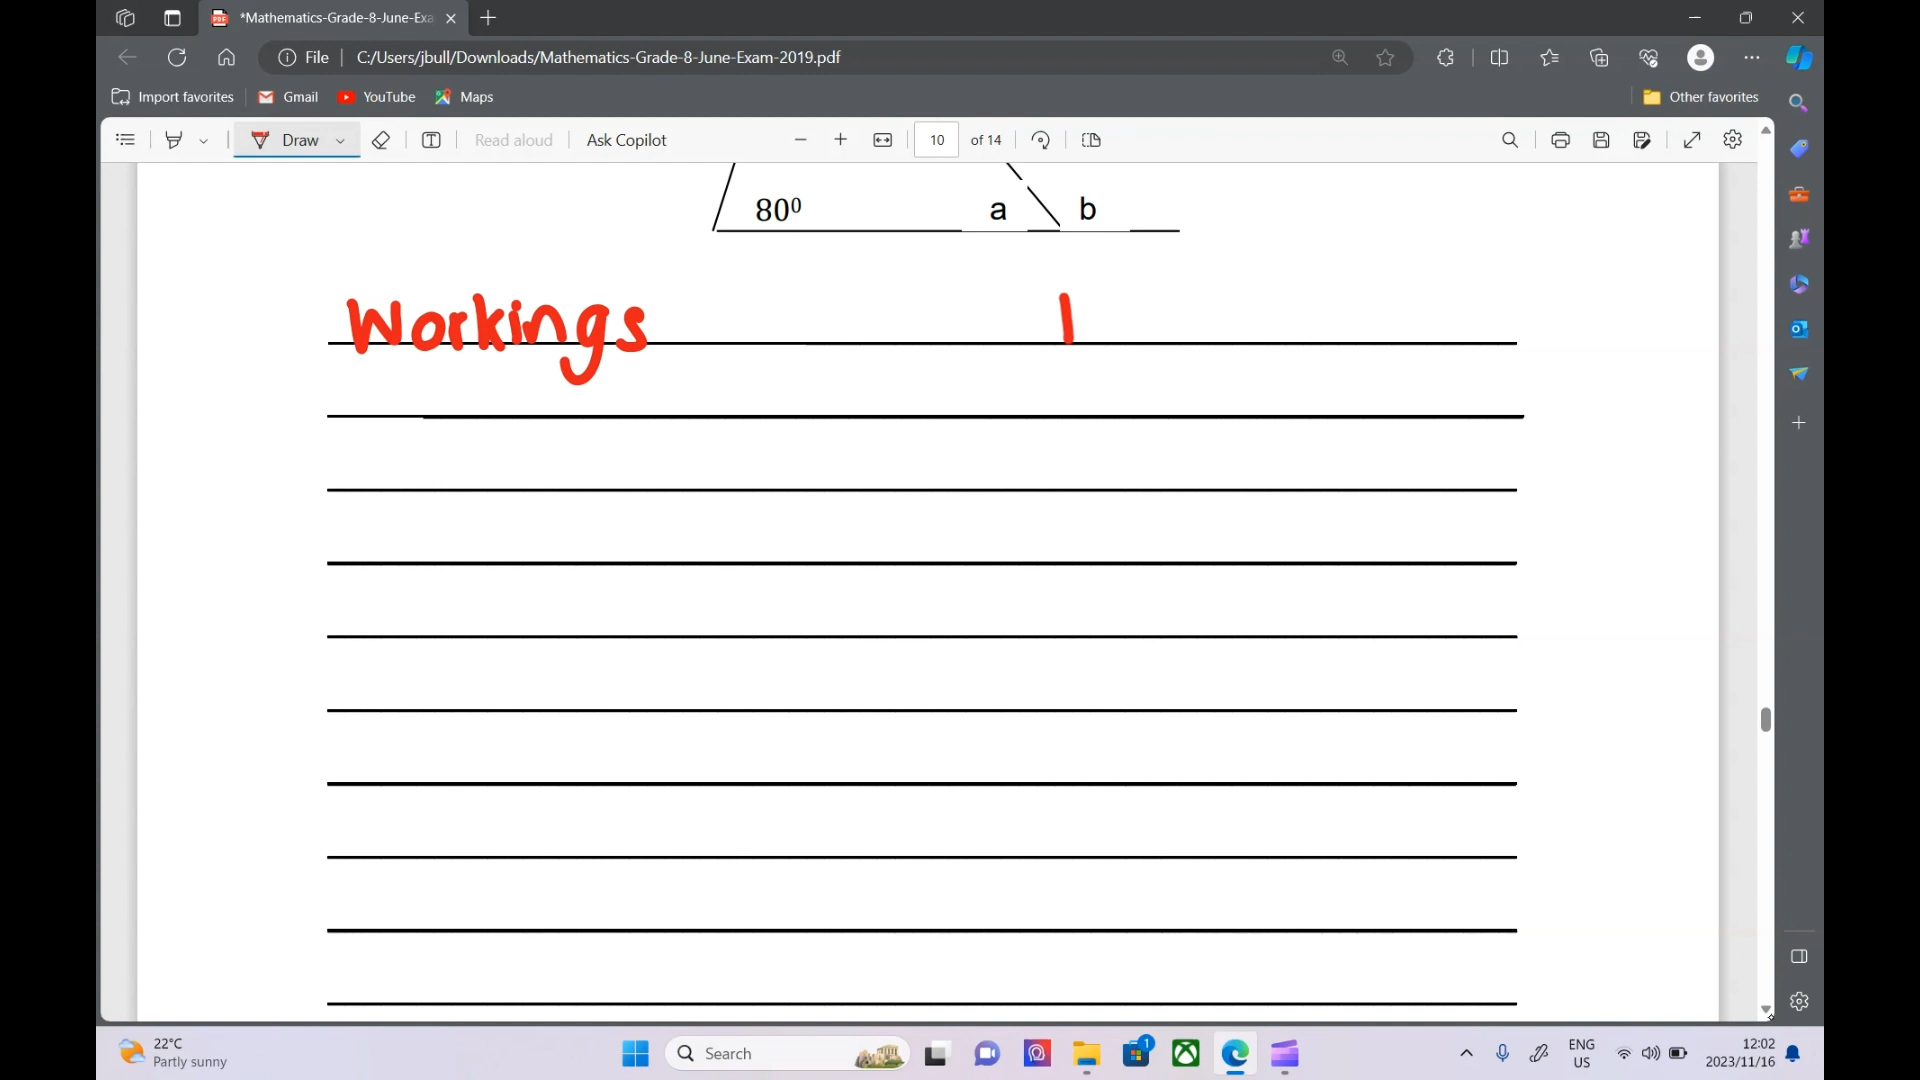 *Mathematics-Grade-8-June-Exa
File
C:/Users/jbull/Downloads/Mathematics-Grade-8-June-Exam-2019.pdf
Import favorites
Gmail
YouTube
Maps
Other favorites
Draw
Read aloud
Ask Copilot
10
of 14
80⁰
a
b
Workings
22°C
Partly sunny
Search
1
ENG
US
12:02
2023/11/16